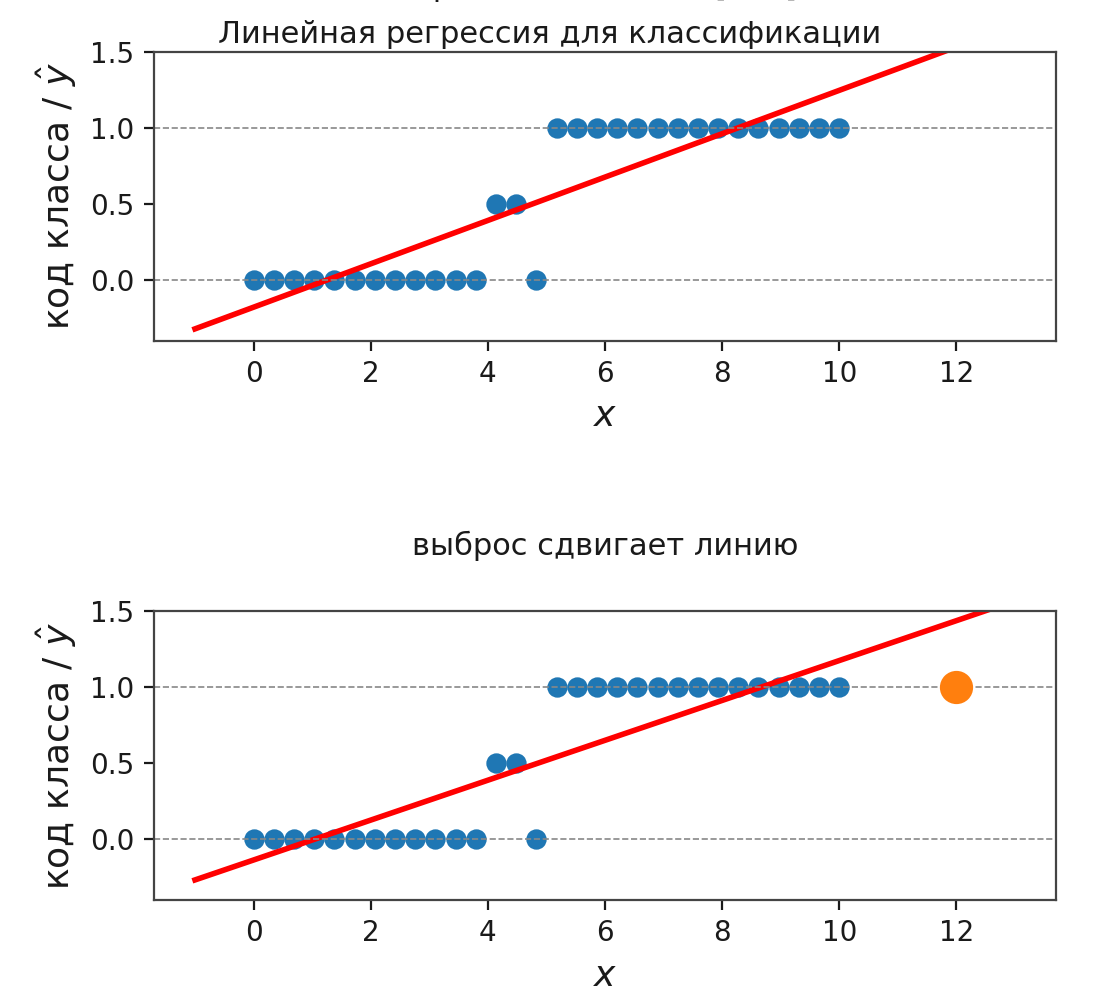 Линейная регрессия для классификации
код класса / ŷ
1.5
1.0
0.5
0.0
0 2 4 6 8 10 12
x
выброс сдвигает линию
код класса / ŷ
1.5
1.0
0.5
0.0
0 2 4 6 8 10 12
x